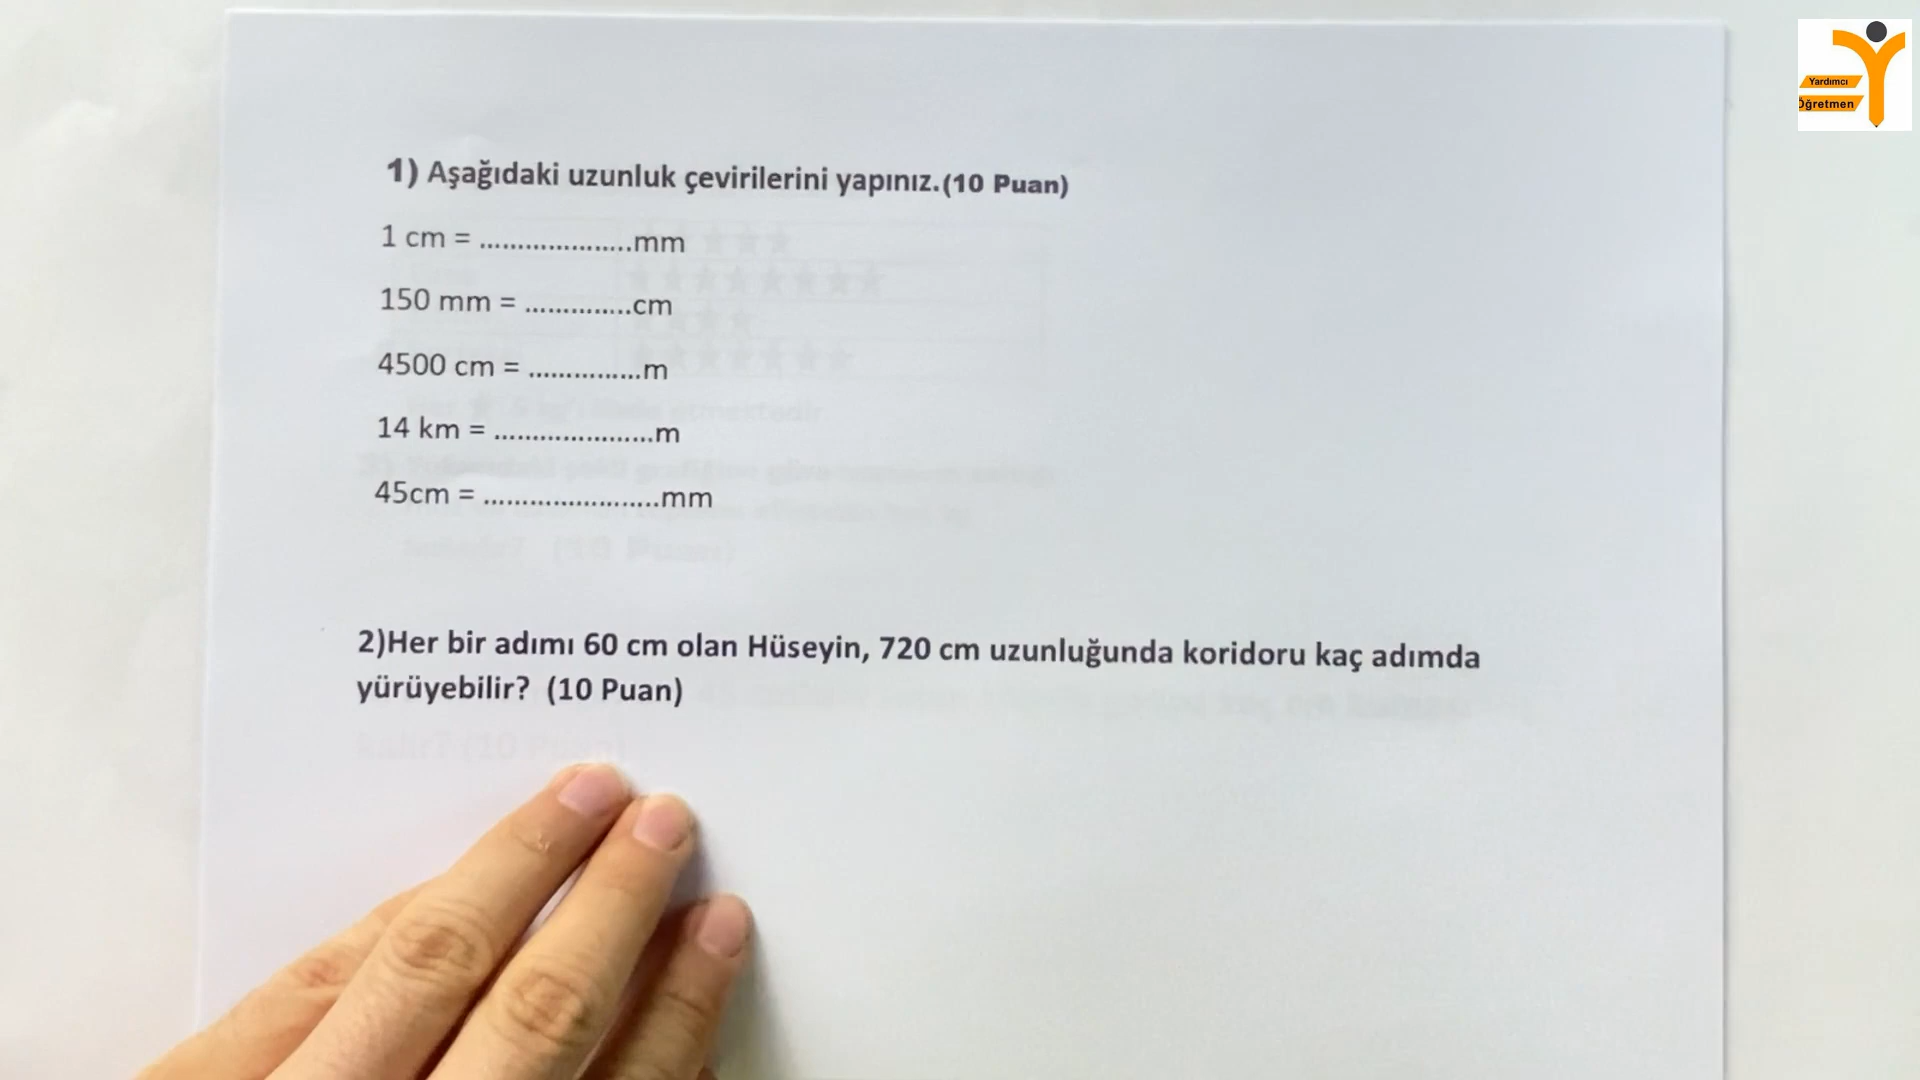 Yardımcı
Öğretmen
1) Aşağıdaki uzunluk çevirilerini yapınız.(10 Puan)
1 cm = ....................mm
150 mm = ..............cm
4500 cm = ...............m
14 km = .....................m
45cm = .......................mm
2)Her bir adımı 60 cm olan Hüseyin, 720 cm uzunluğunda koridoru kaç adımda
yürüyebilir? (10 Puan)